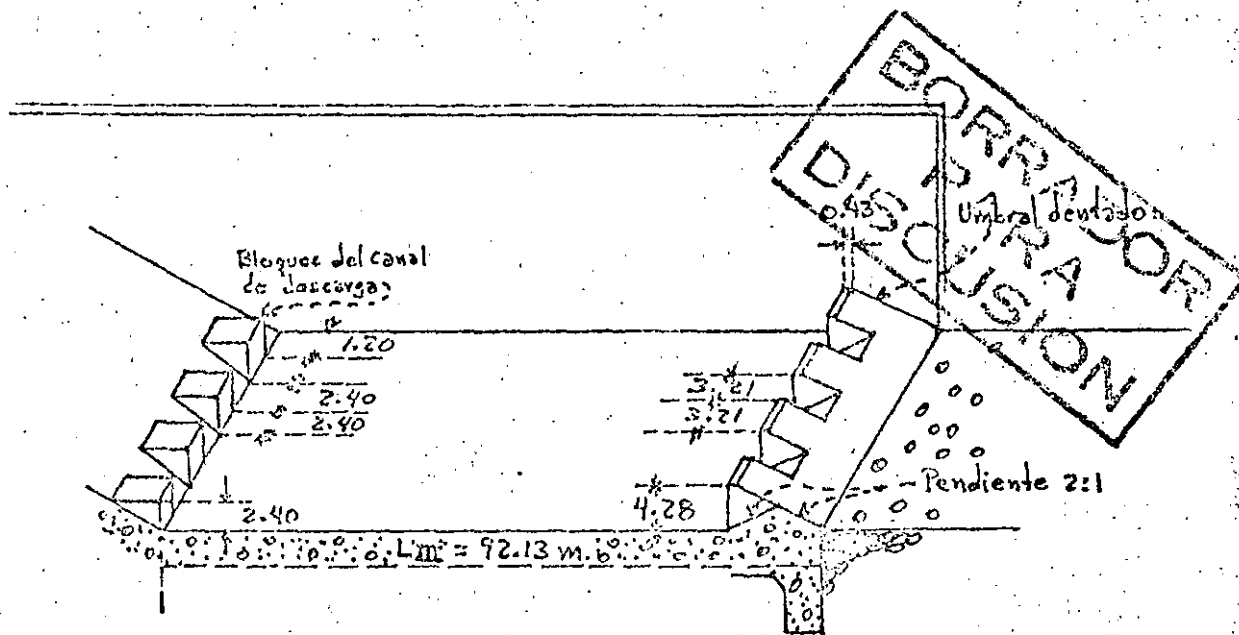 BORRADOR
PARA
DISCUSION
0.43
Umbral dentado
Bloques del canal
de descarga
1.20
2.40
2.40
3.21
3.21
Pendiente 2:1
2.40
4.28
Lm = 92.13 m.